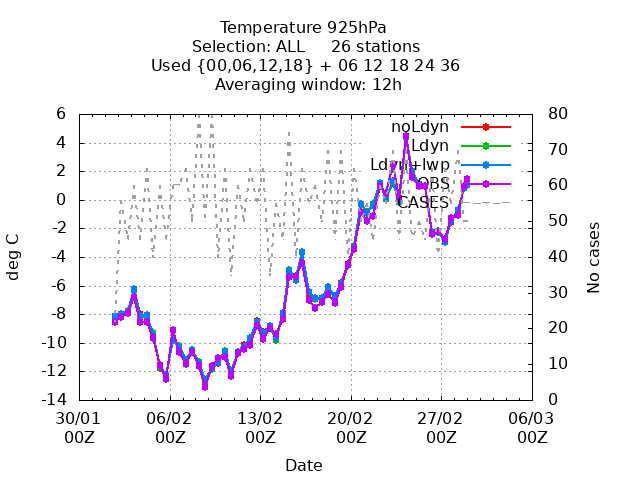 Temperature 925hPa
Selection: ALL 26 stations
Used {00,06,12,18} + 06 12 18 24 36
Averaging window: 12h
noLdyn
Ldyn
Ldyn+lwp
OBS
CASES
deg C
6
4
2
0
-2
-4
-6
-8
-10
-12
-14
80
70
60
50
40
30
20
10
0
No cases
30/01 06/02 13/02 20/02 27/02 06/03
00Z 00Z 00Z 00Z 00Z 00Z
Date